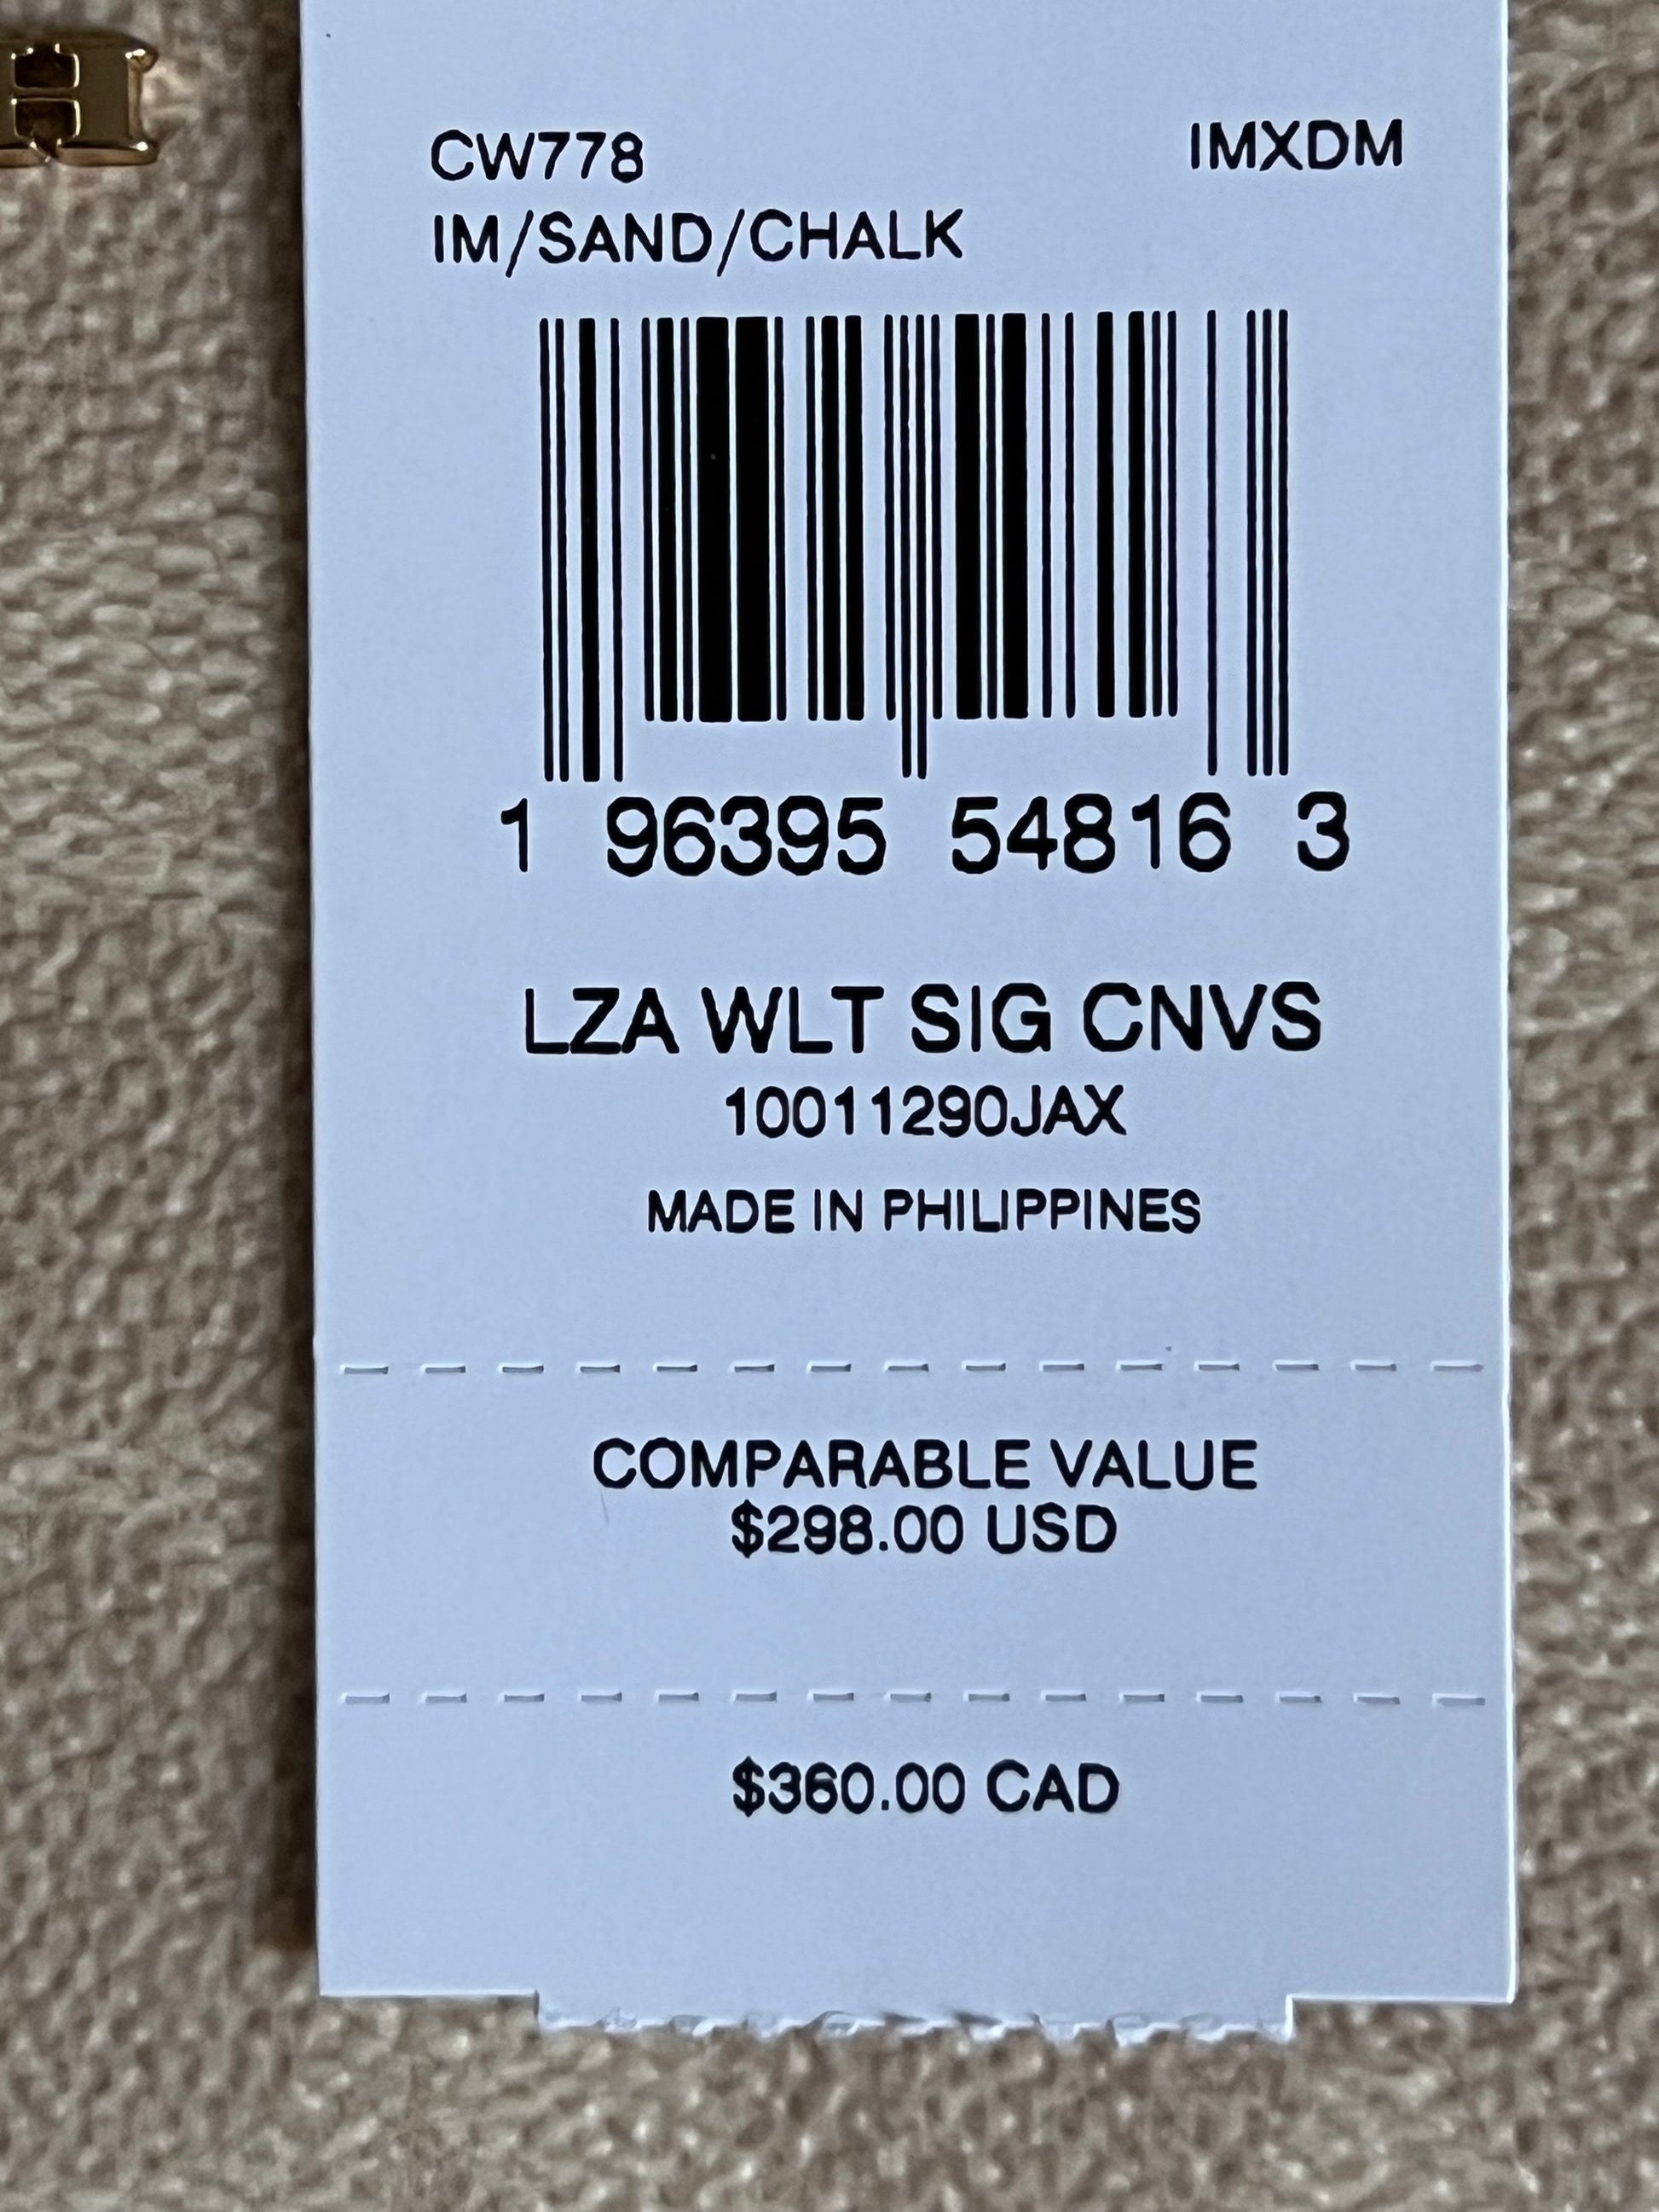 CW778 IMXDM
IM/SAND/CHALK
1 96395 54816 3
LZA WLT SIG CNVS
10011290JAX
MADE IN PHILIPPINES
COMPARABLE VALUE
$298.00 USD
$360.00 CAD